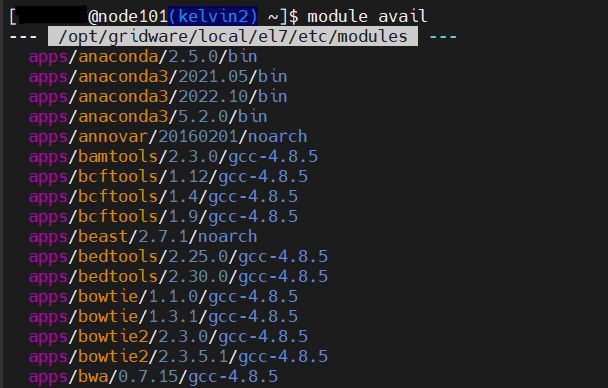 [@node101(kelvin2) ~]$ module avail
--- /opt/gridware/local/el7/etc/modules ---
apps/anaconda/2.5.0/bin
apps/anaconda3/2021.05/bin
apps/anaconda3/2022.10/bin
apps/anaconda3/5.2.0/bin
apps/annovar/20160201/noarch
apps/bamtools/2.3.0/gcc-4.8.5
apps/bcftools/1.12/gcc-4.8.5
apps/bcftools/1.4/gcc-4.8.5
apps/bcftools/1.9/gcc-4.8.5
apps/beast/2.7.1/noarch
apps/bedtools/2.25.0/gcc-4.8.5
apps/bedtools/2.30.0/gcc-4.8.5
apps/bowtie/1.1.0/gcc-4.8.5
apps/bowtie/1.3.1/gcc-4.8.5
apps/bowtie2/2.3.0/gcc-4.8.5
apps/bowtie2/2.3.5.1/gcc-4.8.5
apps/bwa/0.7.15/gcc-4.8.5